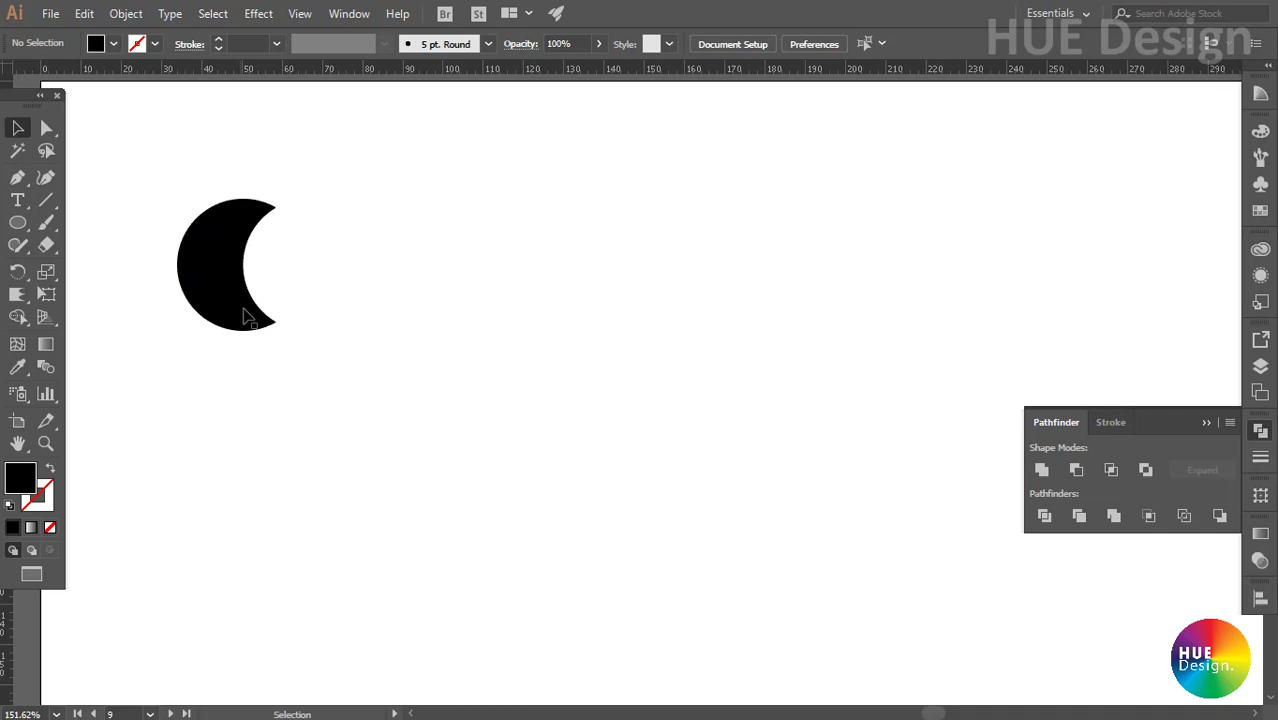 Ai File Edit Object Type Select Effect View Window Help Br St Essentials Search Adobe Stock
No Selection Stroke: 5 pt. Round Opacity: 100% Style: Document Setup Preferences
HUE Design
0 10 20 30 40 50 60 70 80 90 100 110 120 130 140 150 160 170 180 190 200 210 220 230 240 250 260 270 280 290
T
Pathfinder Stroke
Shape Modes:
Expand
Pathfinders:
HUE
Design.
151.62% 9 Selection